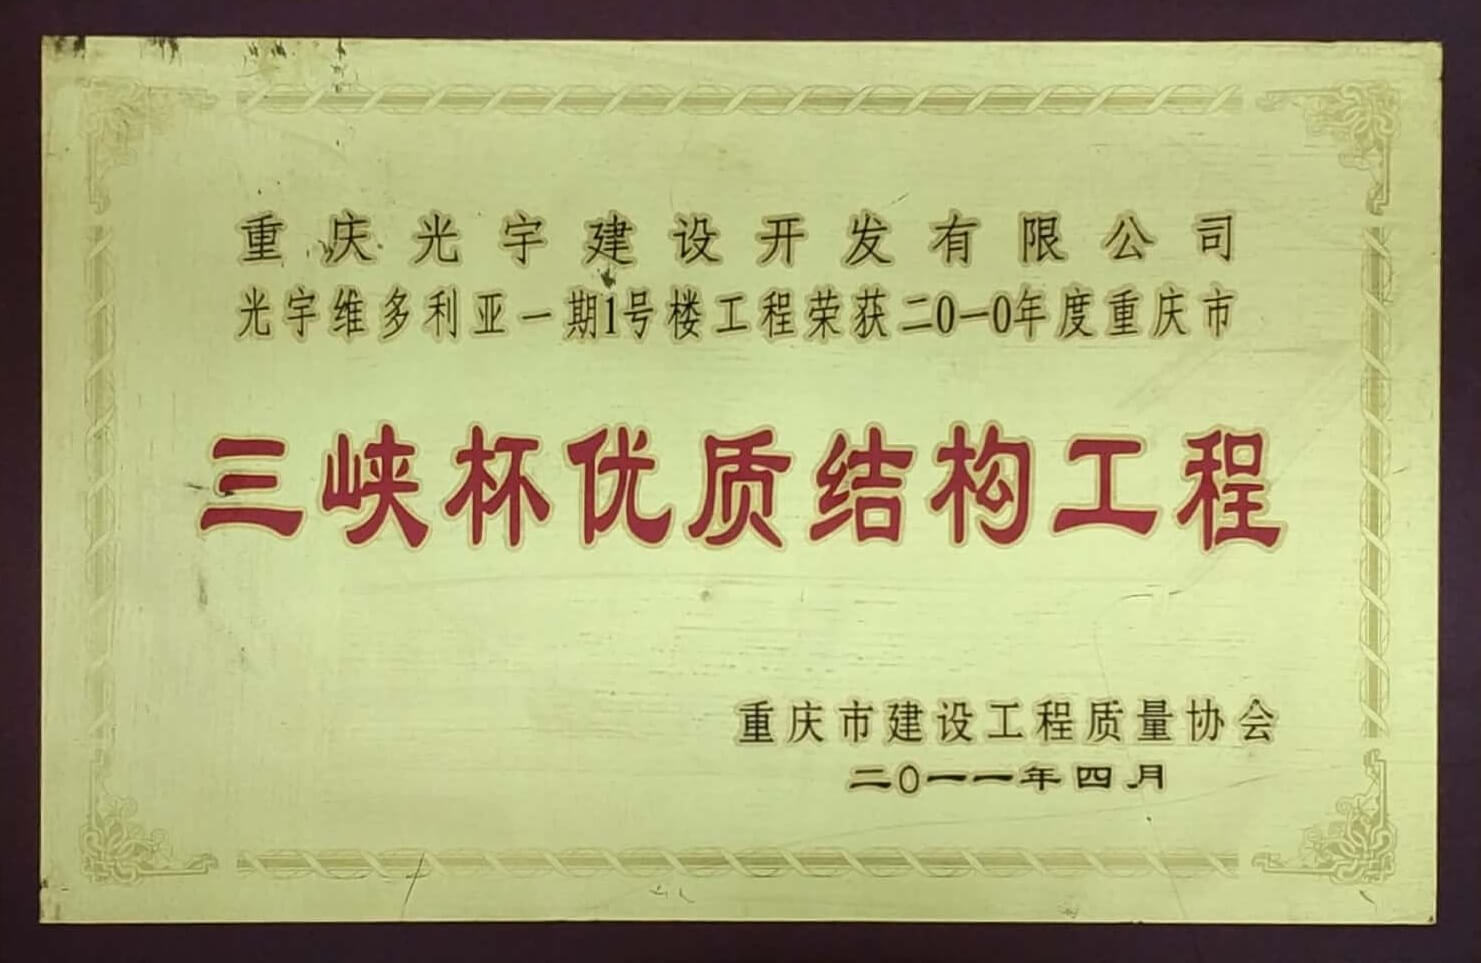 重庆光宇建设开发有限公司
光宇维多利亚一期1号楼工程荣获二0一0年度重庆市
三峡杯优质结构工程
重庆市建设工程质量协会
二0一一年四月